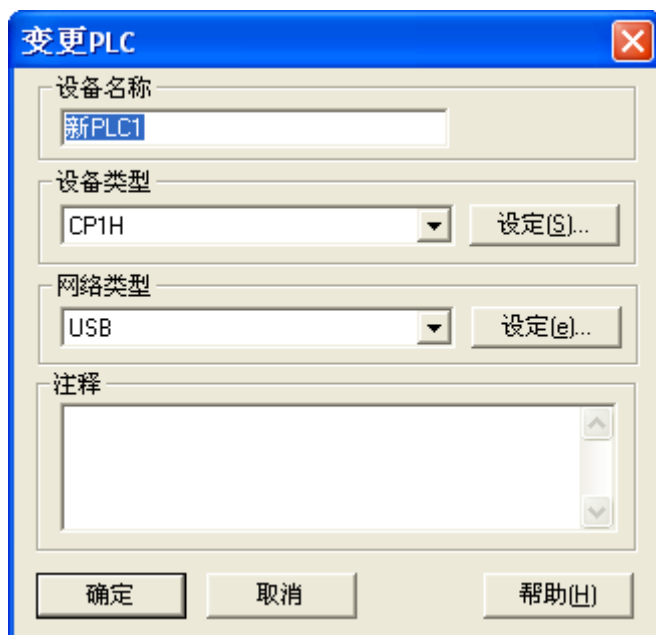 变更PLC
设备名称
新PLC1
设备类型
CP1H
设定(S)...
网络类型
USB
设定(e)...
注释
确定
取消
帮助(H)